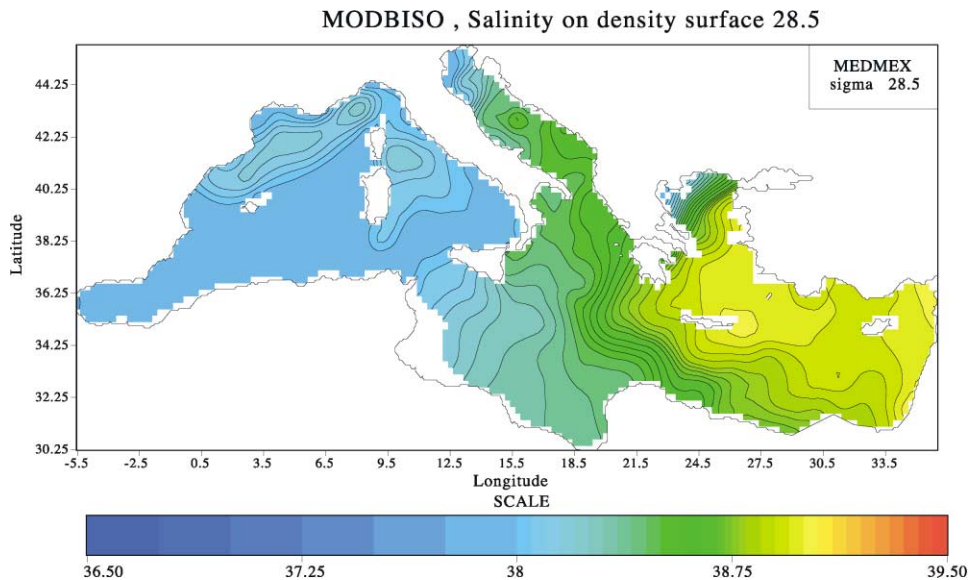 MODBISO , Salinity on density surface 28.5
MEDMEX
sigma 28.5
Latitude
44.25
42.25
40.25
38.25
36.25
34.25
32.25
30.25
-5.5 -2.5 0.5 3.5 6.5 9.5 12.5 15.5 18.5 21.5 24.5 27.5 30.5 33.5
Longitude
SCALE
36.50 37.25 38 38.75 39.50